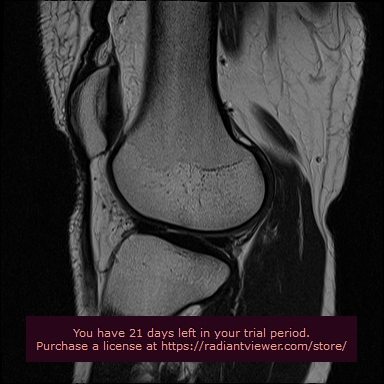 You have 21 days left in your trial period.
Purchase a license at https://radiantviewer.com/store/